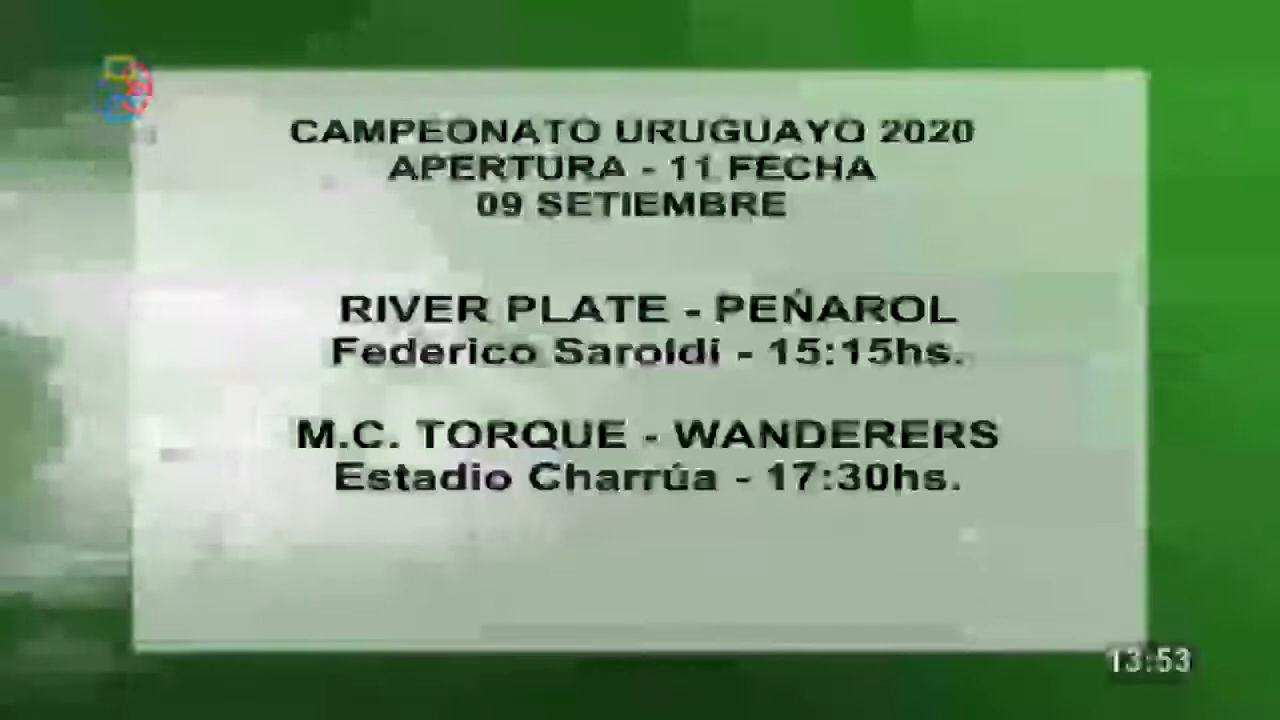 CAMPEONATO URUGUAYO 2020
APERTURA - 11 FECHA
09 SETIEMBRE
RIVER PLATE - PEÑAROL
Federico Saroldi - 15:15hs.
M.C. TORQUE - WANDERERS
Estadio Charrúa - 17:30hs.
13:53